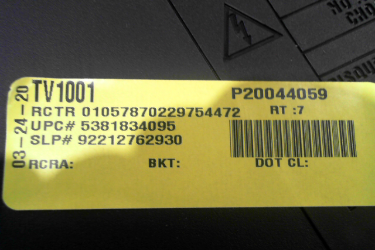 03-24-20
TV1001 P20044059
RCTR 01057870229754472 RT :7
UPC# 5381834095
SLP# 92212762930
RCRA: BKT: DOT CL: